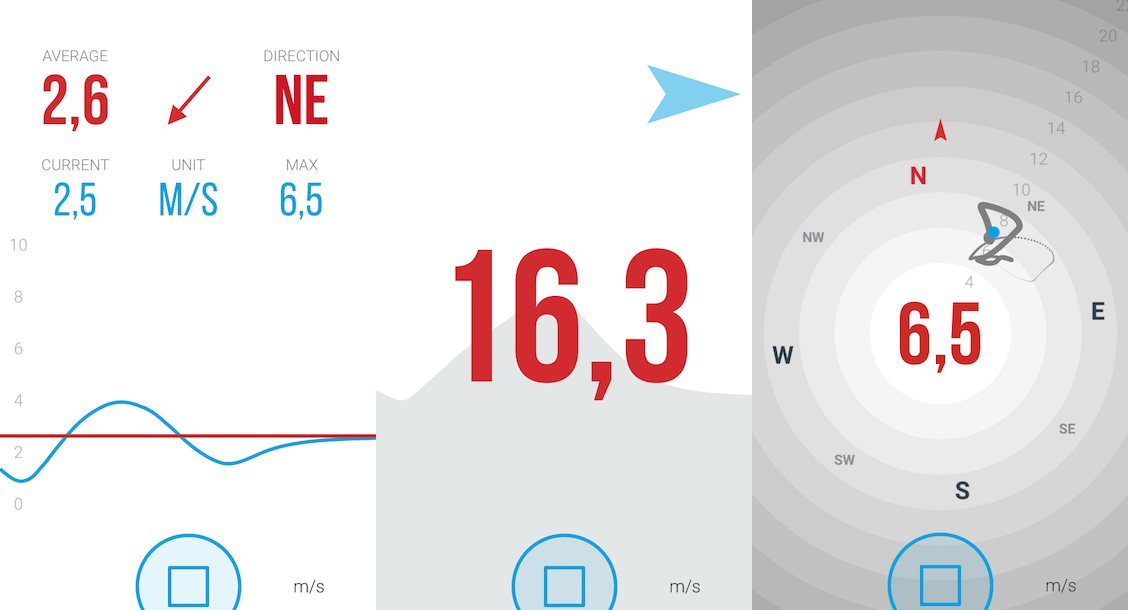 AVERAGE DIRECTION
2,6 NE
CURRENT UNIT MAX
2,5 M/S 6,5
10
8
6
4
2
0
m/s
16,3
m/s
20
18
16
14
12
10
8
4
N
NE
NW
E
6,5
W
SE
SW
S
m/s